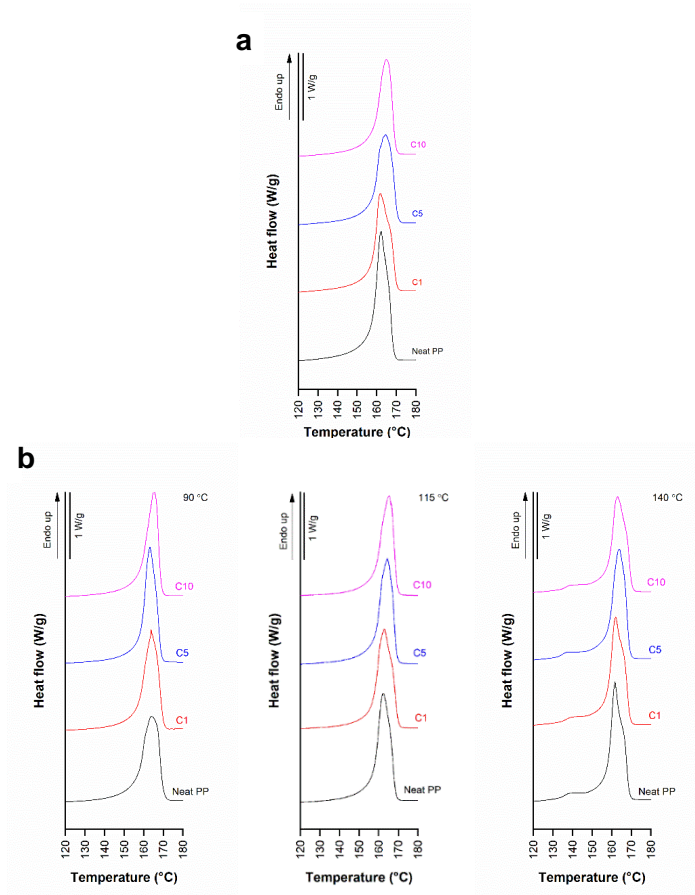 a
Endo up
1 W/g
C10
C5
C1
Neat PP
Heat flow (W/g)
120 130 140 150 160 170 180
Temperature (°C)
b
90 °C
Endo up
1 W/g
C10
C5
C1
Neat PP
Heat flow (W/g)
120 130 140 150 160 170 180
Temperature (°C)
115 °C
Endo up
1 W/g
C10
C5
C1
Neat PP
Heat flow (W/g)
120 130 140 150 160 170 180
Temperature (°C)
140 °C
Endo up
1 W/g
C10
C5
C1
Neat PP
Heat flow (W/g)
120 130 140 150 160 170 180
Temperature (°C)